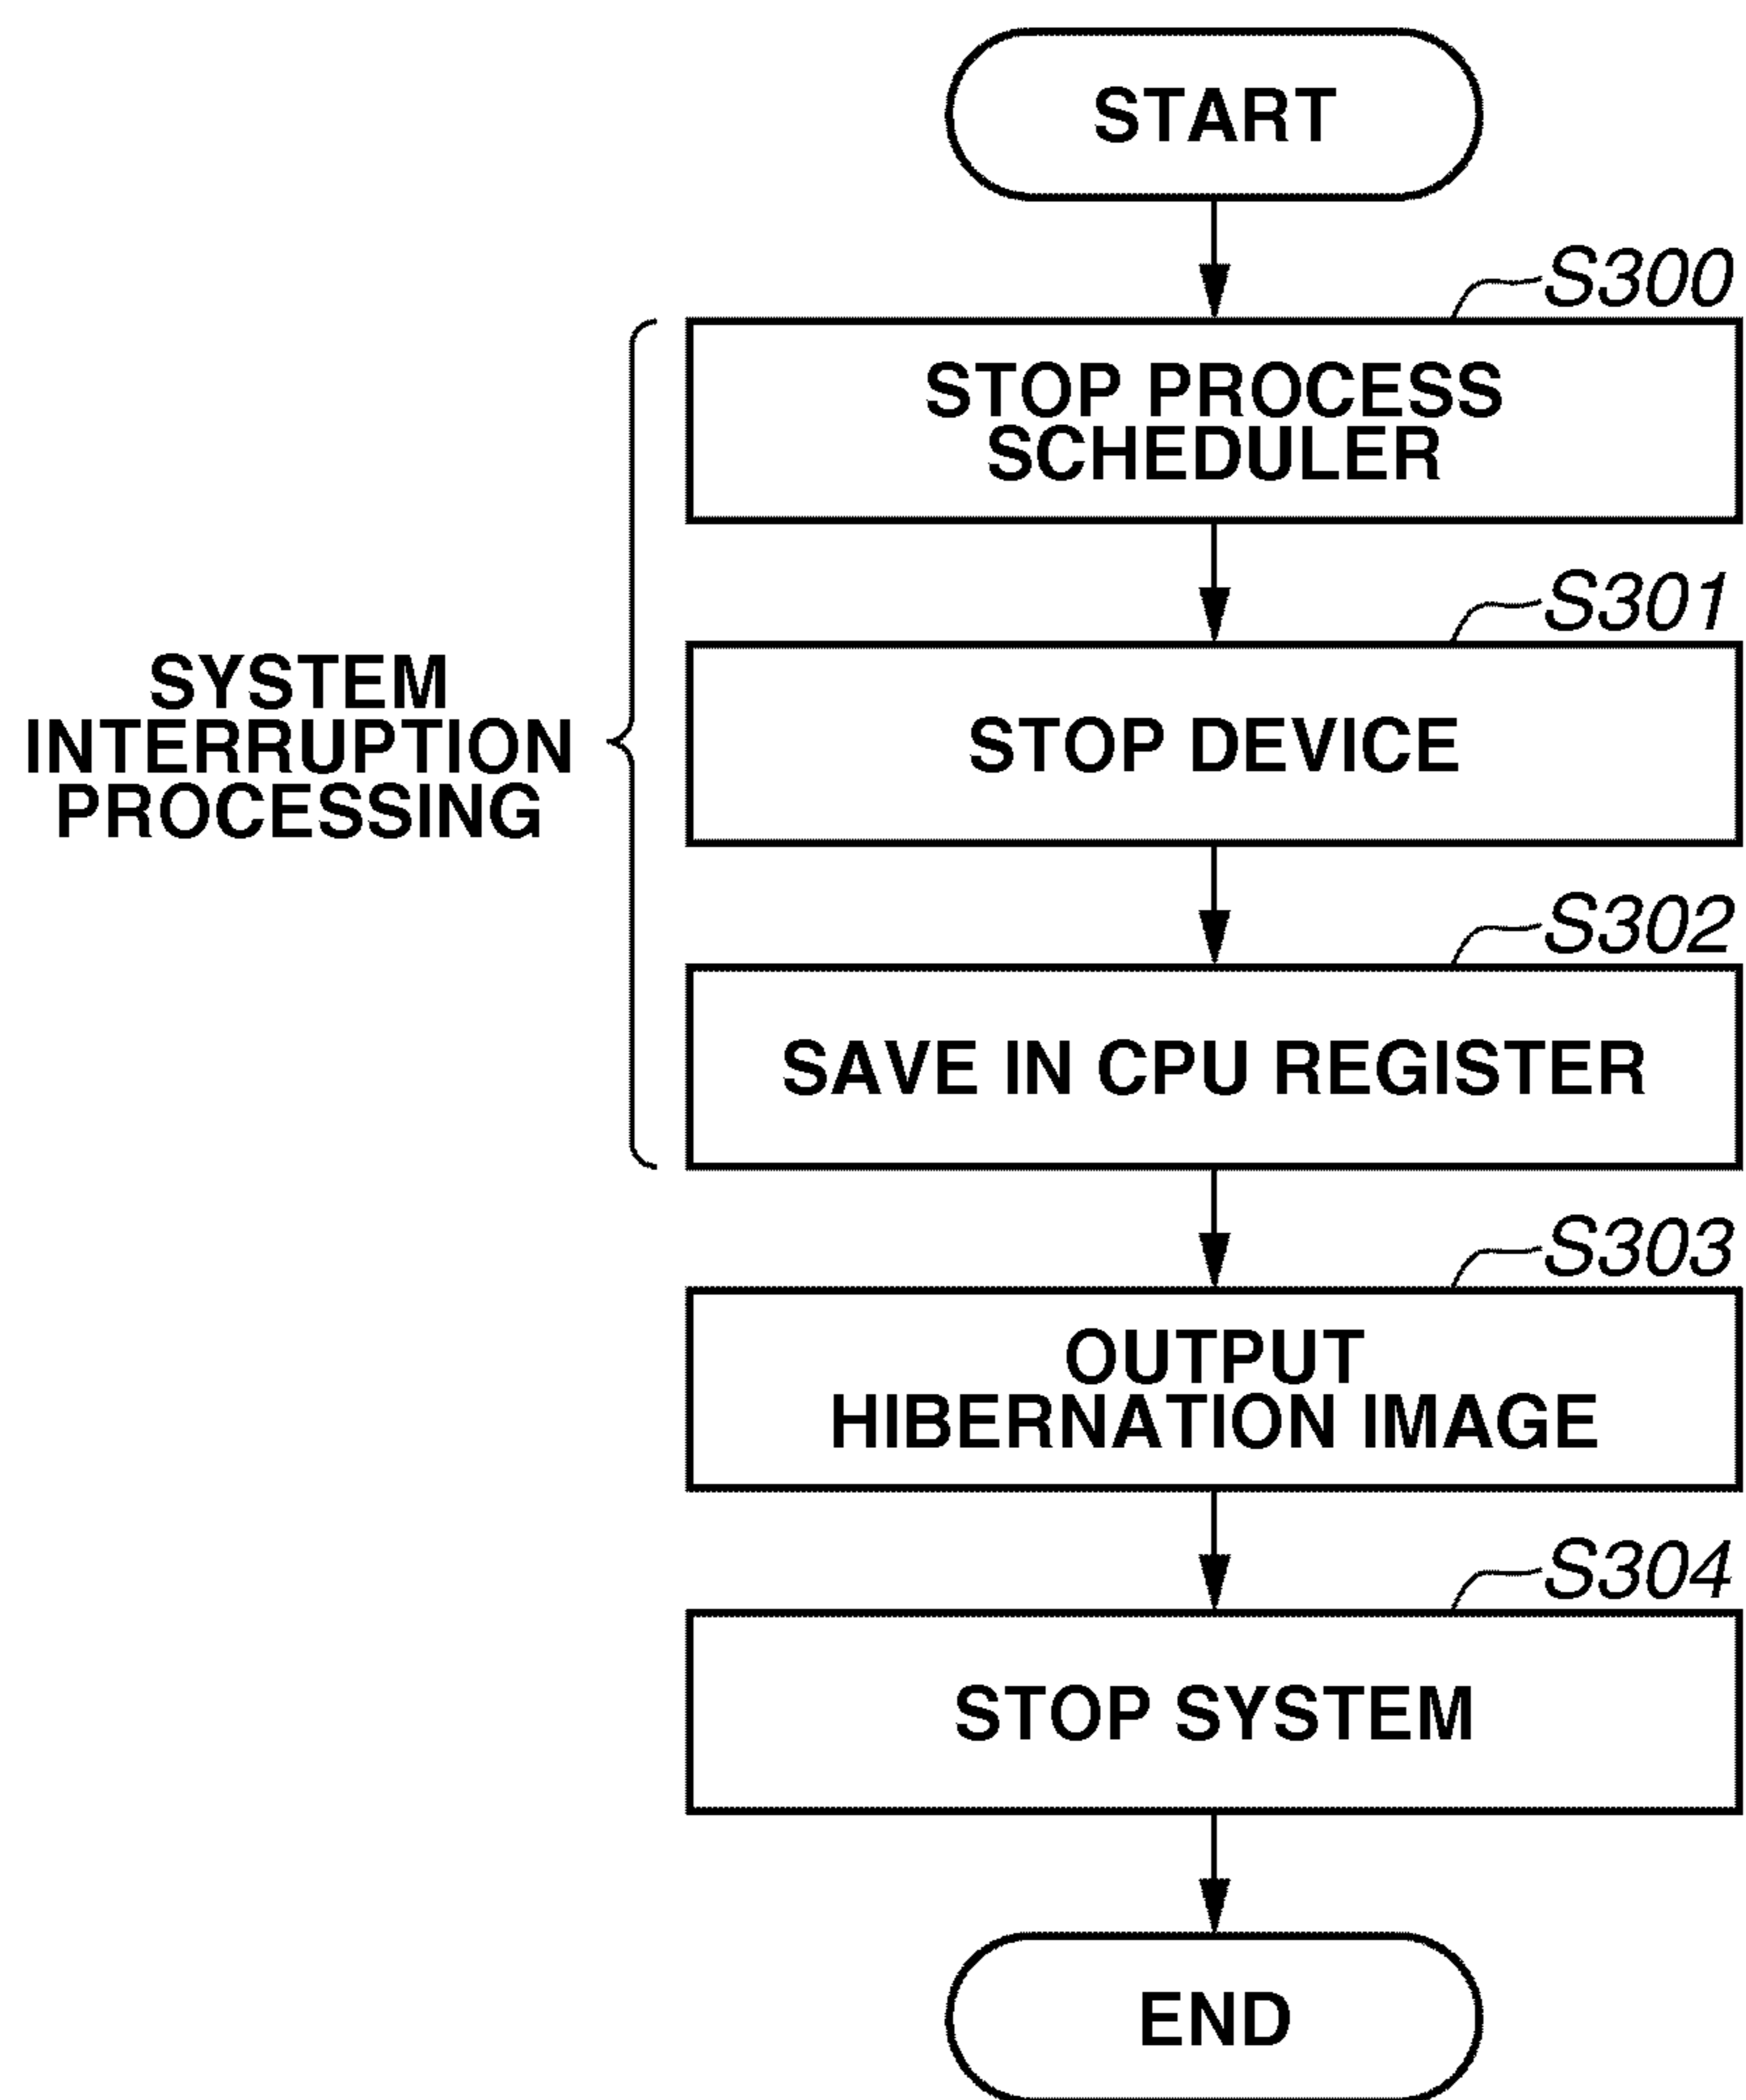 START
S300
STOP PROCESS
SCHEDULER
S301
STOP DEVICE
SYSTEM
INTERRUPTION
PROCESSING
S302
SAVE IN CPU REGISTER
S303
OUTPUT
HIBERNATION IMAGE
S304
STOP SYSTEM
END